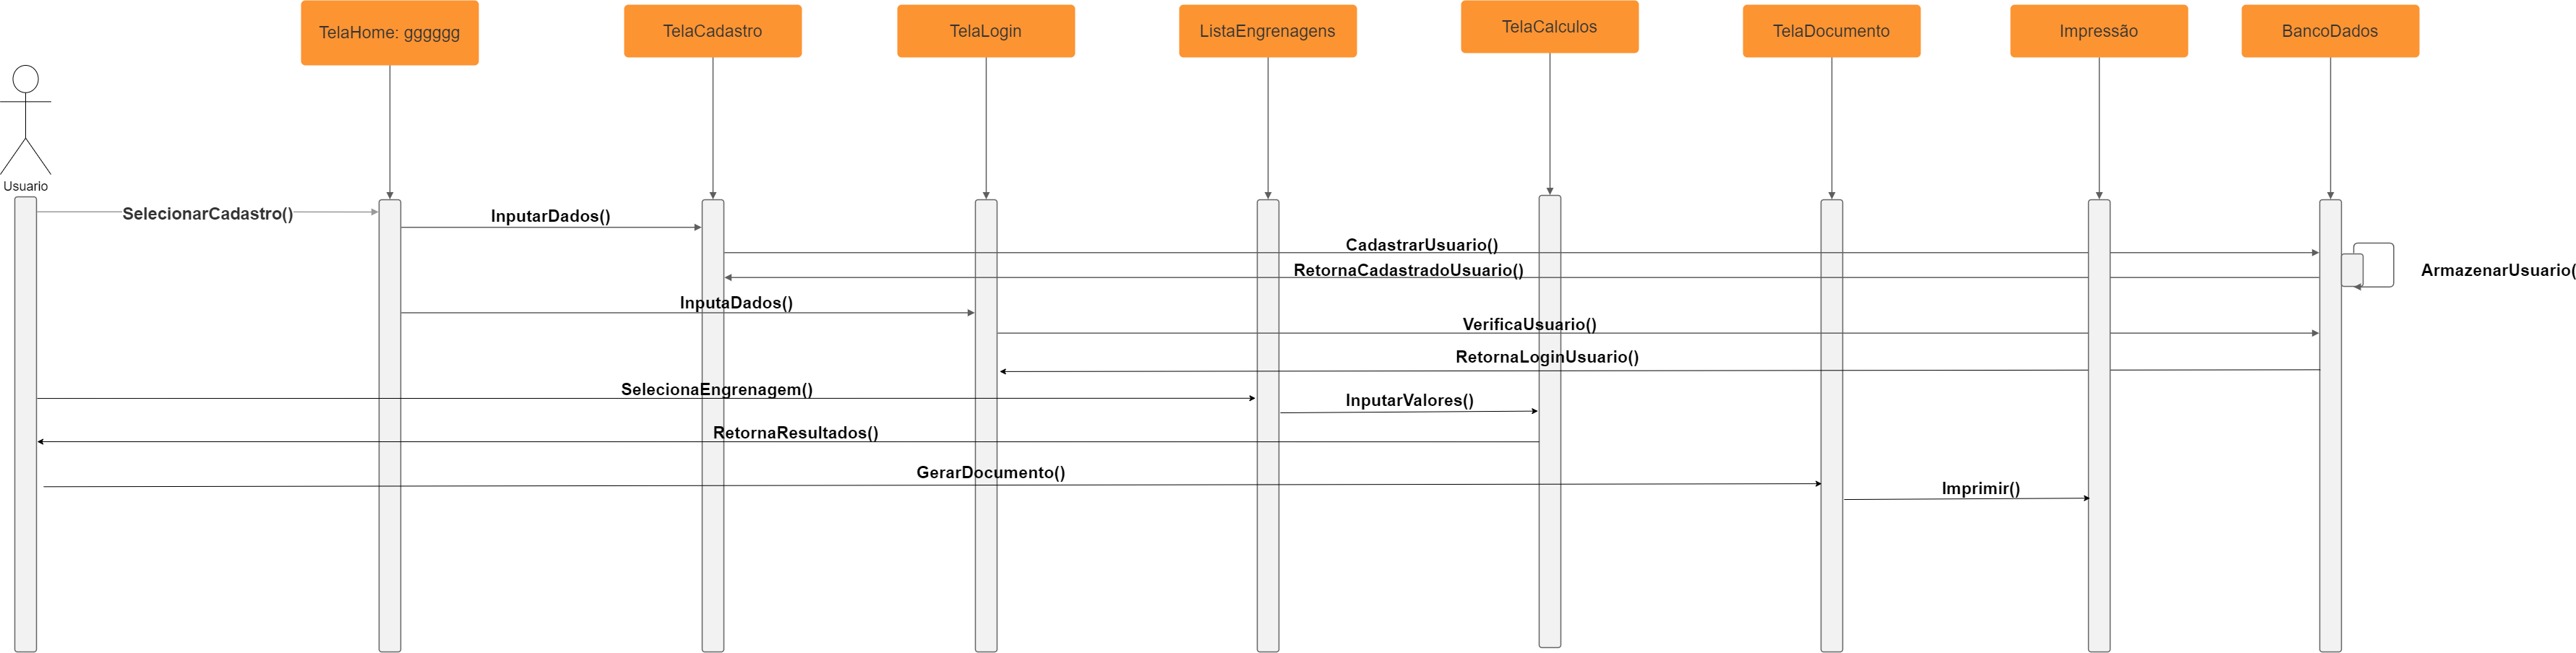 TelaHome: gggggg
TelaCadastro
TelaLogin
ListaEngrenagens
TelaCalculos
TelaDocumento
Impressão
BancoDados
Usuario
SelecionarCadastro()
InputarDados()
CadastrarUsuario()
RetornaCadastradoUsuario()
ArmazenarUsuario(
InputaDados()
VerificaUsuario()
RetornaLoginUsuario()
SelecionaEngrenagem()
InputarValores()
RetornaResultados()
GerarDocumento()
Imprimir()